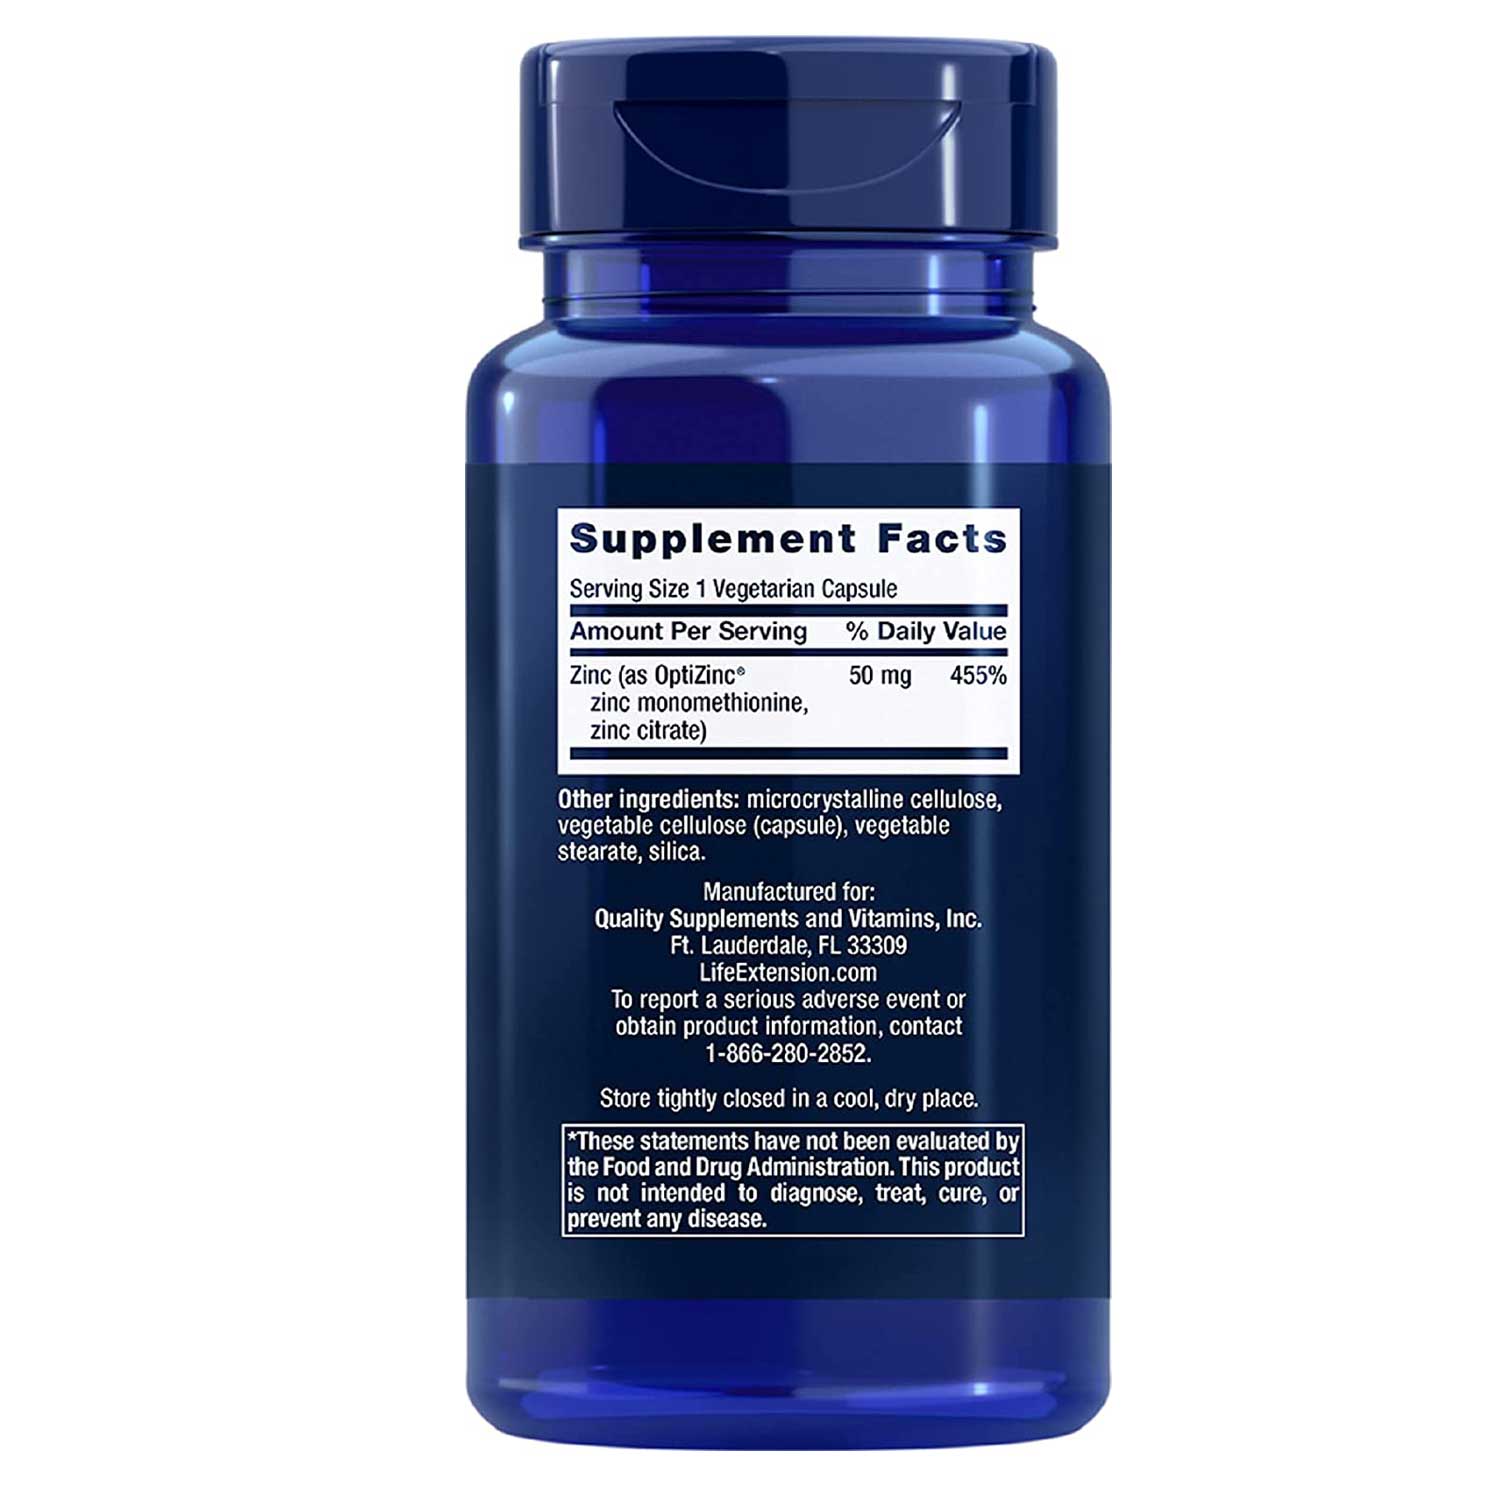 Supplement Facts
Serving Size 1 Vegetarian Capsule
Amount Per Serving % Daily Value
Zinc (as OptiZinc® 50 mg 455%
zinc monomethionine,
zinc citrate)
Other ingredients: microcrystalline cellulose,
vegetable cellulose (capsule), vegetable
stearate, silica.
Manufactured for:
Quality Supplements and Vitamins, Inc.
Ft. Lauderdale, FL 33309
LifeExtension.com
To report a serious adverse event or
obtain product information, contact
1-866-280-2852.
Store tightly closed in a cool, dry place.
*These statements have not been evaluated by
the Food and Drug Administration. This product
is not intended to diagnose, treat, cure, or
prevent any disease.